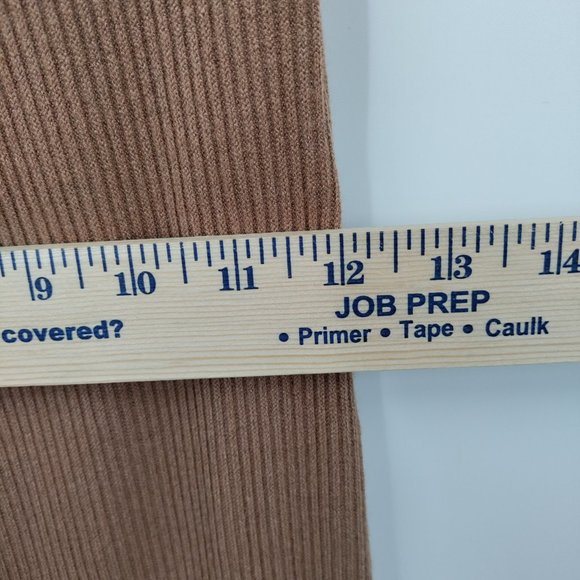 9 10 11 12 13 14
JOB PREP
covered? • Primer • Tape • Caulk